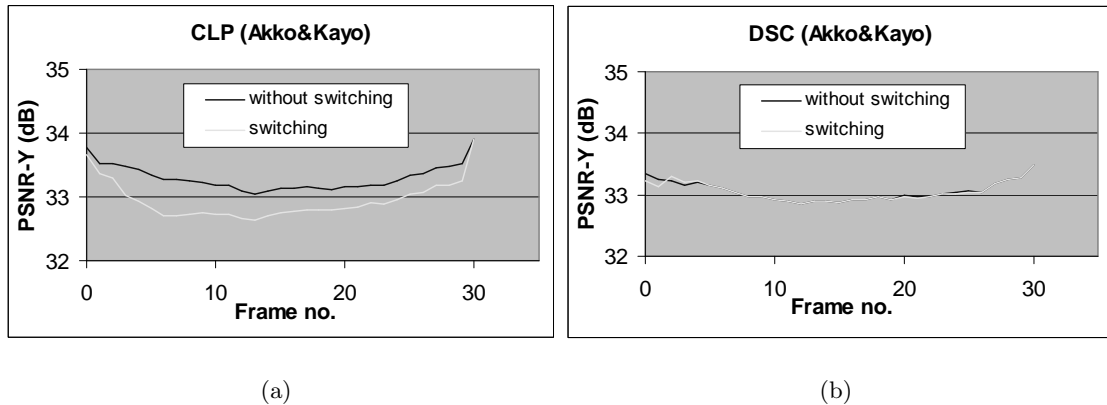 CLP (Akko&Kayo)
35
34
33
32
PSNR-Y (dB)
without switching
switching
0
10
20
30
Frame no.
DSC (Akko&Kayo)
35
34
33
32
PSNR-Y (dB)
without switching
switching
0
10
20
30
Frame no.
(a)
(b)